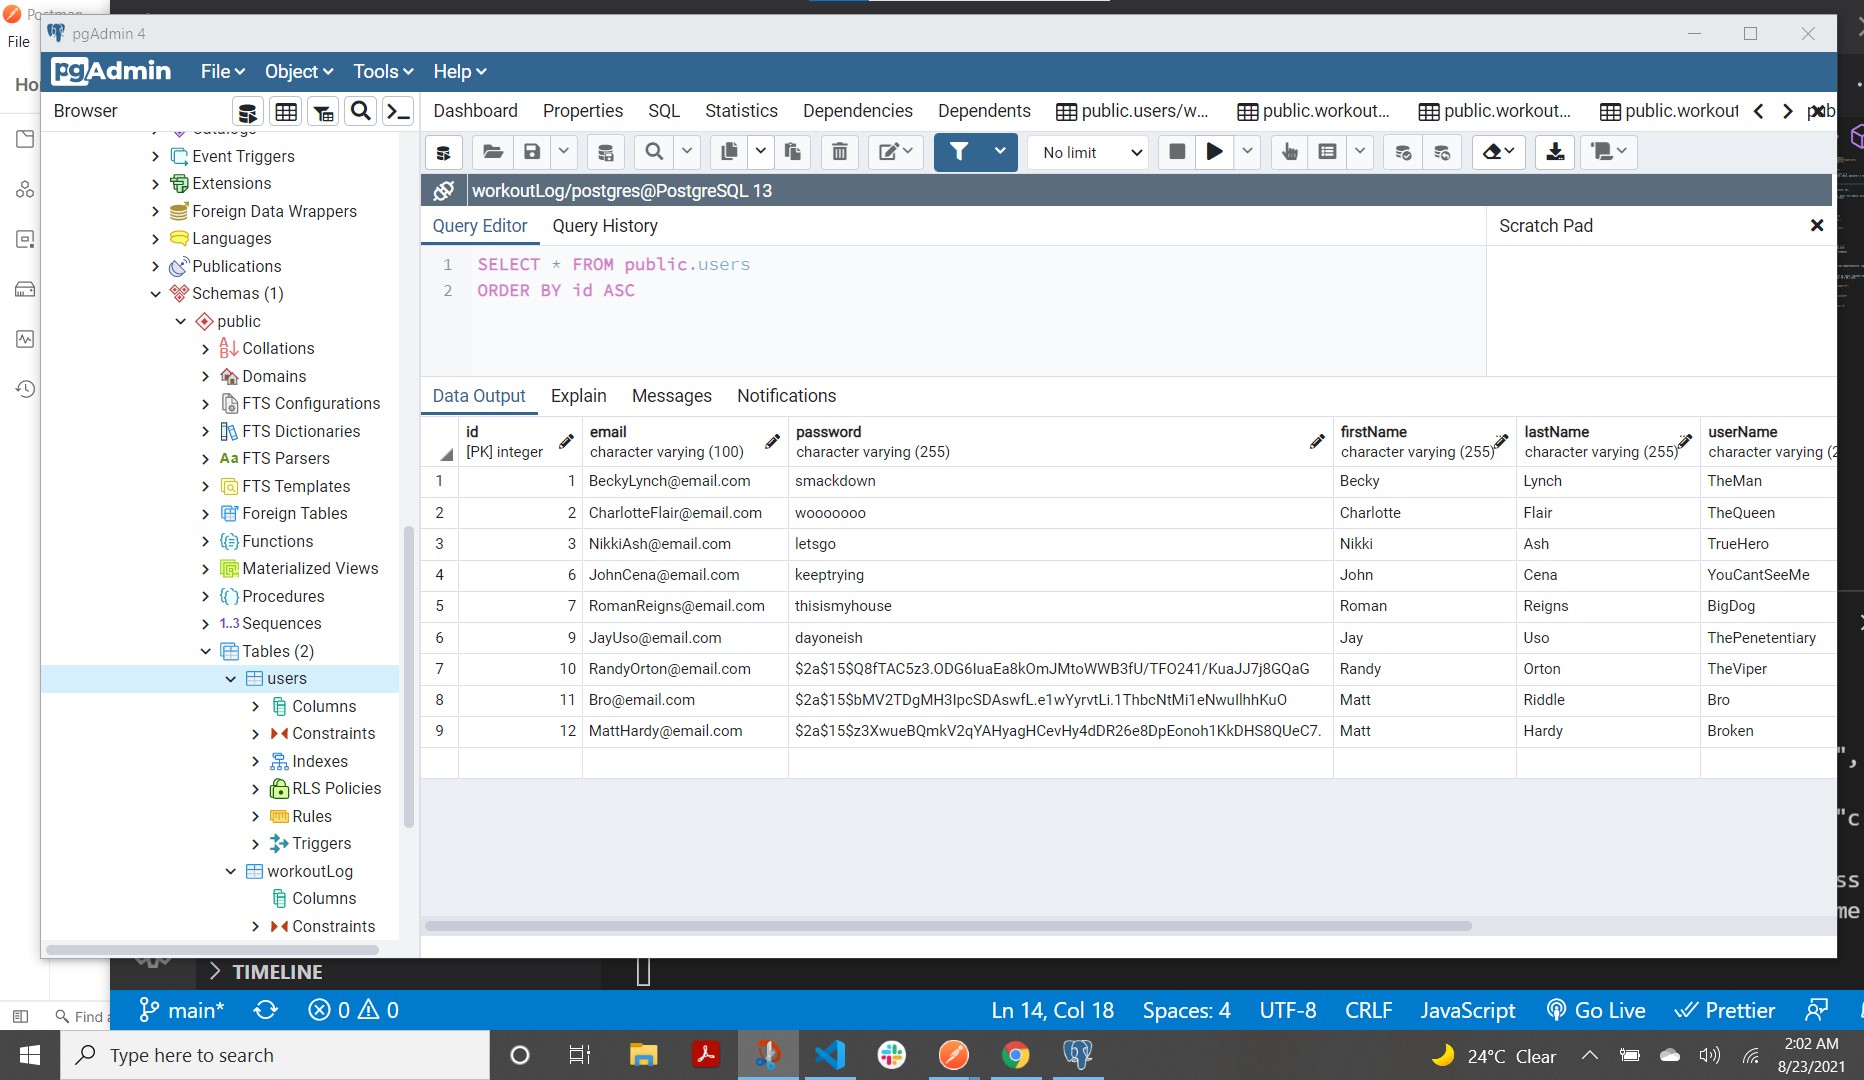 Postman
pgAdmin 4
File
pgAdmin File Object Tools Help
Browser
Dashboard Properties SQL Statistics Dependencies Dependents public.users/w... public.workout... public.workout... public.workout
Event Triggers
Extensions
Foreign Data Wrappers
Languages
Publications
Schemas (1)
public
Collations
Domains
FTS Configurations
FTS Dictionaries
Aa FTS Parsers
FTS Templates
Foreign Tables
Functions
Materialized Views
Procedures
1..3 Sequences
Tables (2)
users
Columns
Constraints
Indexes
RLS Policies
Rules
Triggers
workoutLog
Columns
Constraints
No limit
workoutLog/postgres@PostgreSQL 13
Query Editor Query History
Scratch Pad
1 SELECT * FROM public.users
2 ORDER BY id ASC
Data Output Explain Messages Notifications
id email password firstName lastName userName
[PK] integer character varying (100) character varying (255) character varying (255) character varying (255) character varying (2
1 1 BeckyLynch@email.com smackdown Becky Lynch TheMan
2 2 CharlotteFlair@email.com wooooooo Charlotte Flair TheQueen
3 3 NikkiAsh@email.com letsgo Nikki Ash TrueHero
4 6 JohnCena@email.com keeptrying John Cena YouCantSeeMe
5 7 RomanReigns@email.com thisismyhouse Roman Reigns BigDog
6 9 JayUso@email.com dayoneish Jay Uso ThePenetentiary
7 10 RandyOrton@email.com $2a$15$Q8fTAC5z3.ODG6IuaEa8kOmJMtoWWB3fU/TFO241/KuaJJ7j8GQaG Randy Orton TheViper
8 11 Bro@email.com $2a$15$bMV2TDgMH3IpcSDAswfL.e1wYyrvtLi.1ThbcNtMi1eNwuIlhhKuO Matt Riddle Bro
9 12 MattHardy@email.com $2a$15$z3XwueBQmkV2qYAHyagHCevHy4dDR26e8DpEonoh1KkDHS8QUeC7. Matt Hardy Broken
TIMELINE
Find
main* 0 0 Ln 14, Col 18 Spaces: 4 UTF-8 CRLF JavaScript Go Live Prettier
Type here to search
24°C Clear
2:02 AM
8/23/2021